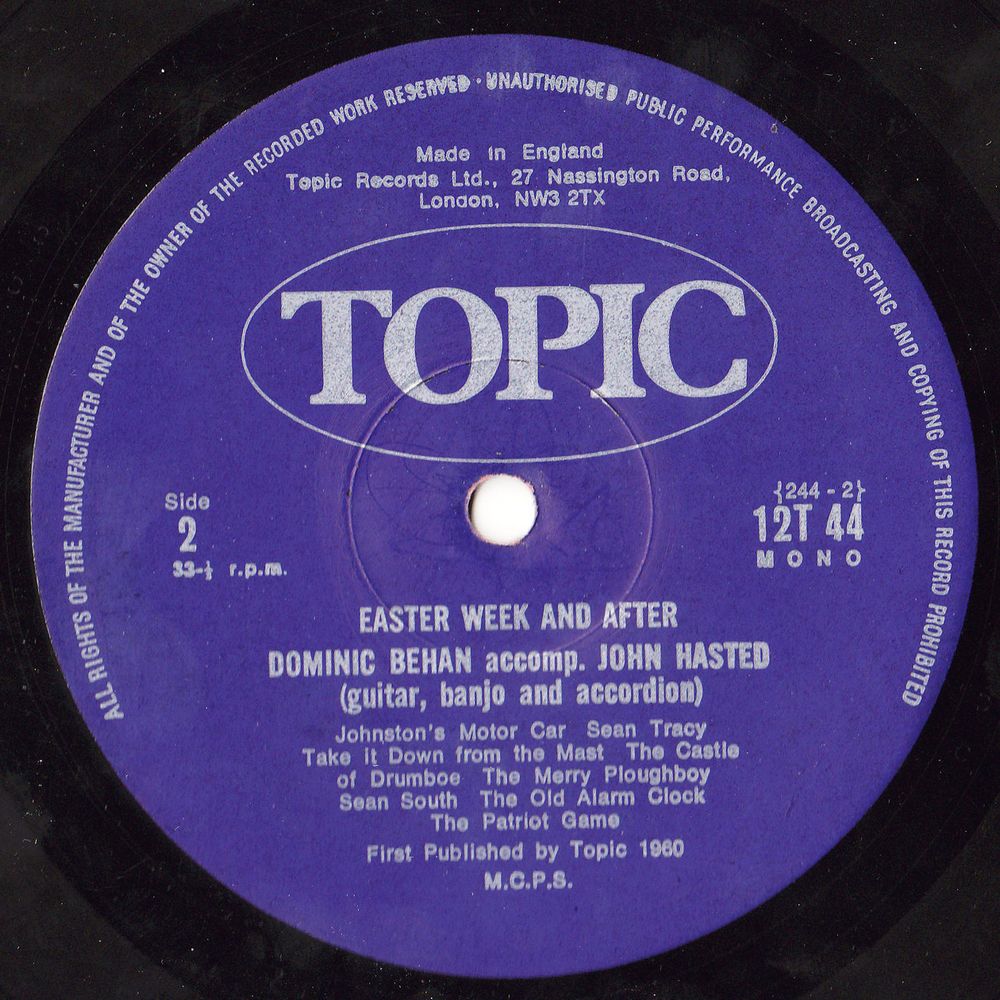 ALL RIGHTS OF THE MANUFACTURER AND OF THE OWNER OF THE RECORDED WORK RESERVED · UNAUTHORISED PUBLIC PERFORMANCE BROADCASTING AND COPYING OF THIS RECORD PROHIBITED
Made in England
Topic Records Ltd., 27 Nassington Road,
London, NW3 2TX
TOPIC
Side
2
33-⅓ r.p.m.
{244 - 2}
12T 44
MONO
EASTER WEEK AND AFTER
DOMINIC BEHAN accomp. JOHN HASTED
(guitar, banjo and accordion)
Johnston's Motor Car Sean Tracy
Take it Down from the Mast The Castle
of Drumboe The Merry Ploughboy
Sean South The Old Alarm Clock
The Patriot Game
First Published by Topic 1960
M.C.P.S.